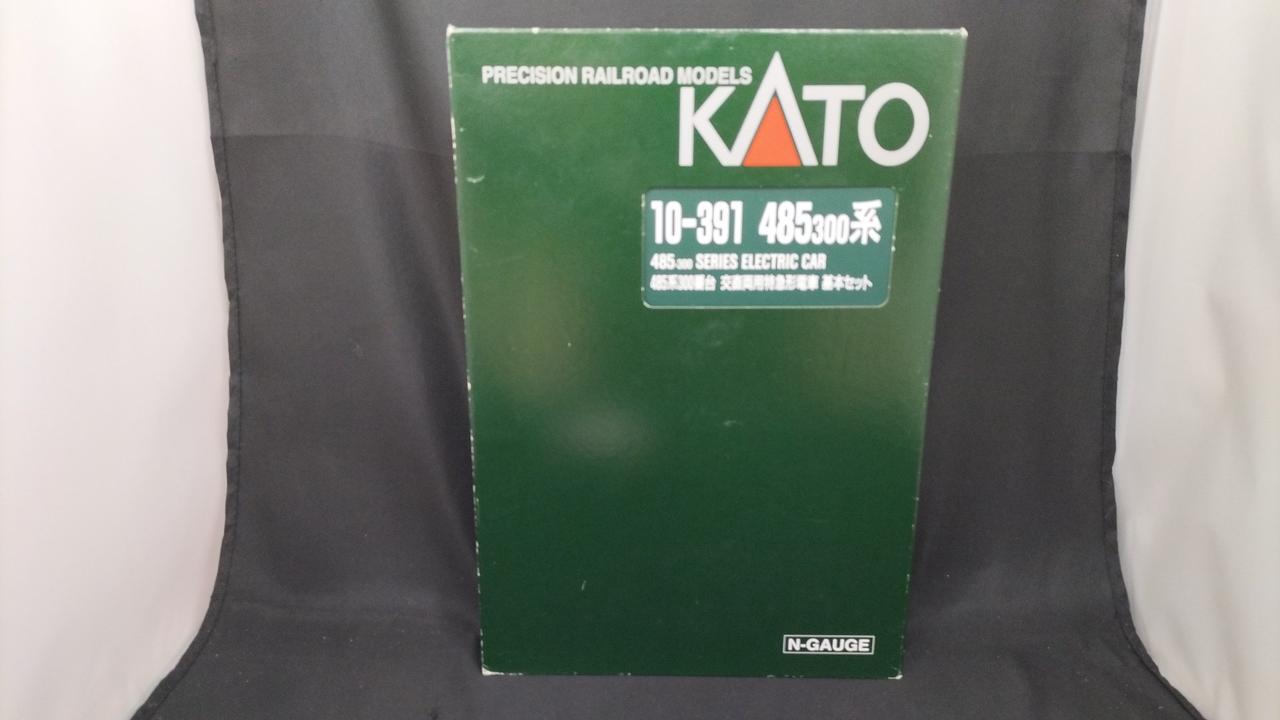 PRECISION RAILROAD MODELS
KATO
10-391 485300系
485-300 SERIES ELECTRIC CAR
485系300番台 交直両用特急形電車 基本セット
N-GAUGE